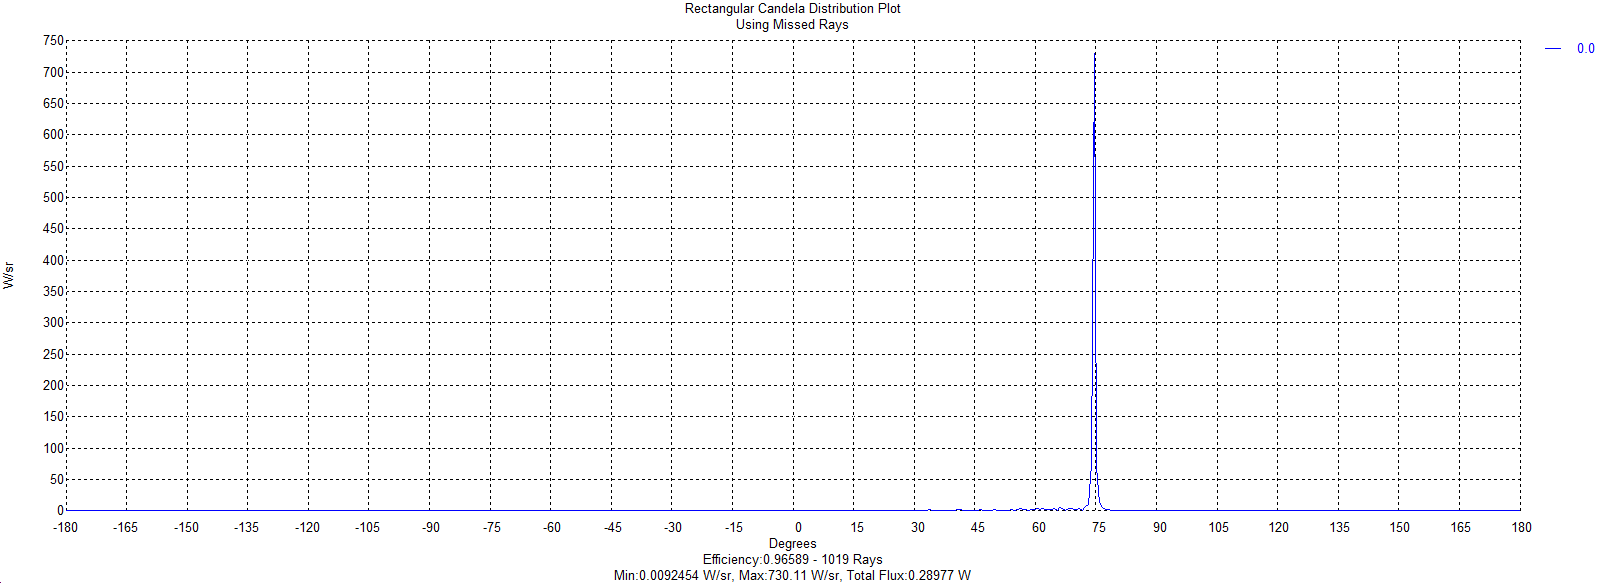 Rectangular Candela Distribution Plot
Using Missed Rays
0.0
750
700
650
600
550
500
450
400
350
300
250
200
150
100
50
0
W/sr
-180 -165 -150 -135 -120 -105 -90 -75 -60 -45 -30 -15 0 15 30 45 60 75 90 105 120 135 150 165 180
Degrees
Efficiency:0.96589 - 1019 Rays
Min:0.0092454 W/sr, Max:730.11 W/sr, Total Flux:0.28977 W